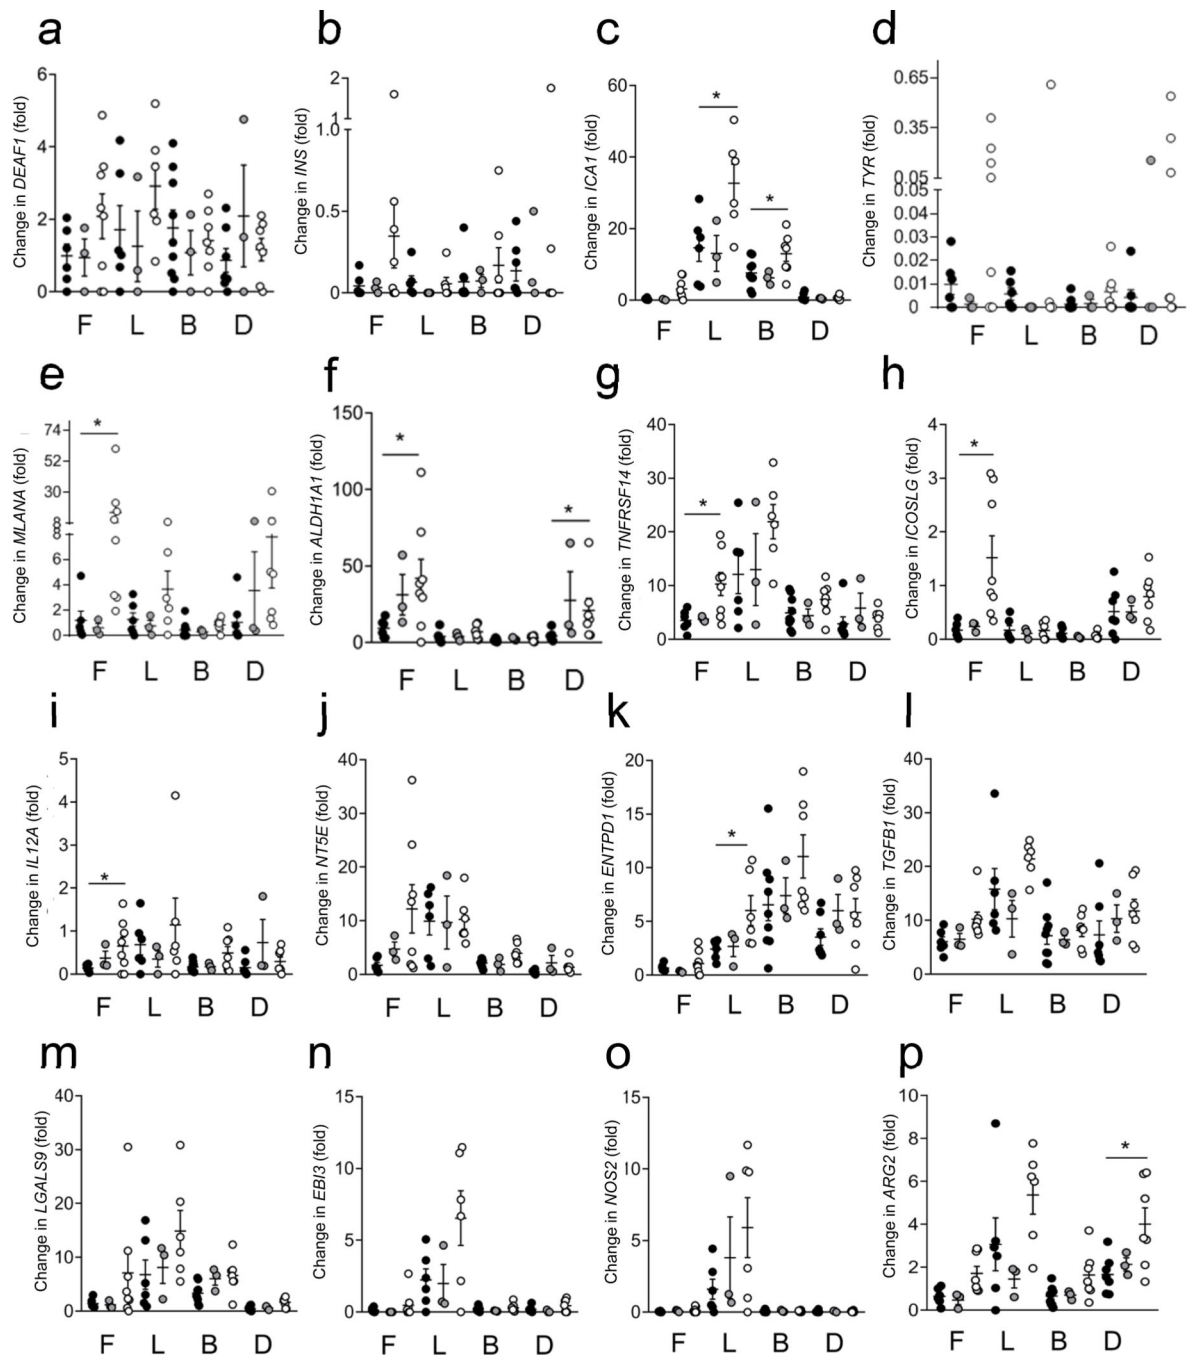 a
b
c
d
Change in DEAF1 (fold)
6
4
2
0
F L B D
Change in INS (fold)
2
1
1.0
0.5
0
F L B D
Change in ICA1 (fold)
60
40
20
0
*
*
F L B D
Change in TYR (fold)
0.65
0.35
0.05
0.05
0.04
0.03
0.02
0.01
0
F L B D
e
f
g
h
Change in MLANA (fold)
74
52
30
8
8
6
4
2
0
*
F L B D
Change in ALDH1A1 (fold)
150
100
50
0
*
*
F L B D
Change in TNFRSF14 (fold)
40
30
20
10
0
*
F L B D
Change in ICOSLG (fold)
4
3
2
1
0
*
F L B D
i
j
k
l
Change in IL12A (fold)
5
4
3
2
1
0
*
F L B D
Change in NT5E (fold)
40
30
20
10
0
F L B D
Change in ENTPD1 (fold)
20
15
10
5
0
*
F L B D
Change in TGFB1 (fold)
40
30
20
10
0
F L B D
m
n
o
p
Change in LGALS9 (fold)
40
30
20
10
0
F L B D
Change in EBI3 (fold)
15
10
5
0
F L B D
Change in NOS2 (fold)
15
10
5
0
F L B D
Change in ARG2 (fold)
10
8
6
4
2
0
*
F L B D